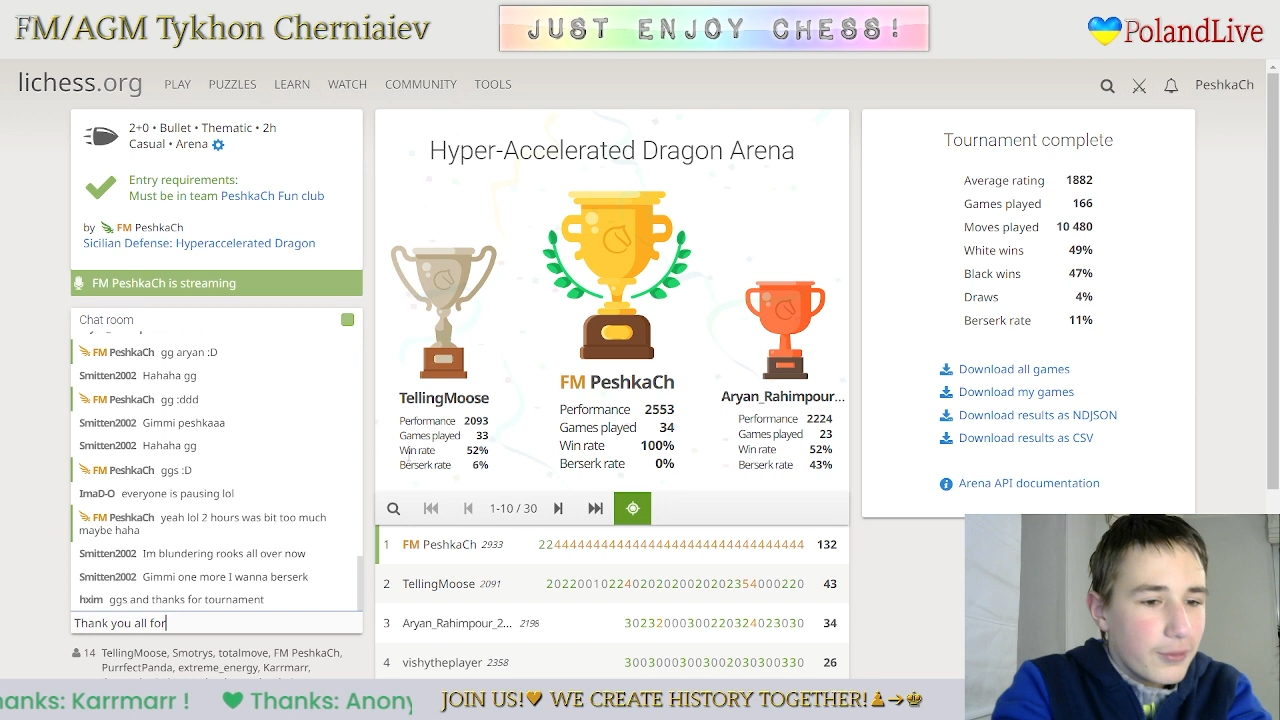 FM/AGM Tykhon Cherniaiev
JUST ENJOY CHESS!
PolandLive
lichess.org
PLAY PUZZLES LEARN WATCH COMMUNITY TOOLS
PeshkaCh
2+0 • Bullet • Thematic • 2h
Casual • Arena
Entry requirements:
Must be in team PeshkaCh Fun club
by FM PeshkaCh
Sicilian Defense: Hyperaccelerated Dragon
FM PeshkaCh is streaming
Chat room
FM PeshkaCh gg aryan :D
Smitten2002 Hahaha gg
FM PeshkaCh gg :ddd
Smitten2002 Gimmi peshkaaa
Smitten2002 Hahaha gg
FM PeshkaCh ggs :D
ImaD-O everyone is pausing lol
FM PeshkaCh yeah lol 2 hours was bit too much
maybe haha
Smitten2002 Im blundering rooks all over now
Smitten2002 Gimmi one more I wanna berserk
hxim ggs and thanks for tournament
Thank you all for
14 TellingMoose, Smotrys, totalmove, FM PeshkaCh,
PurrfectPanda, extreme_energy, Karrmarr,
Hyper-Accelerated Dragon Arena
TellingMoose
Performance 2093
Games played 33
Win rate 52%
Berserk rate 6%
FM PeshkaCh
Performance 2553
Games played 34
Win rate 100%
Berserk rate 0%
Aryan_Rahimpour...
Performance 2224
Games played 23
Win rate 52%
Berserk rate 43%
1-10 / 30
1 FM PeshkaCh 2933 132
2 TellingMoose 2091 43
3 Aryan_Rahimpour_2... 2198 34
4 vishytheplayer 2358 26
Tournament complete
Average rating 1882
Games played 166
Moves played 10 480
White wins 49%
Black wins 47%
Draws 4%
Berserk rate 11%
Download all games
Download my games
Download results as NDJSON
Download results as CSV
Arena API documentation
hanks: Karrmarr ! Thanks: Anony
JOIN US!♥ WE CREATE HISTORY TOGETHER!♟→♚